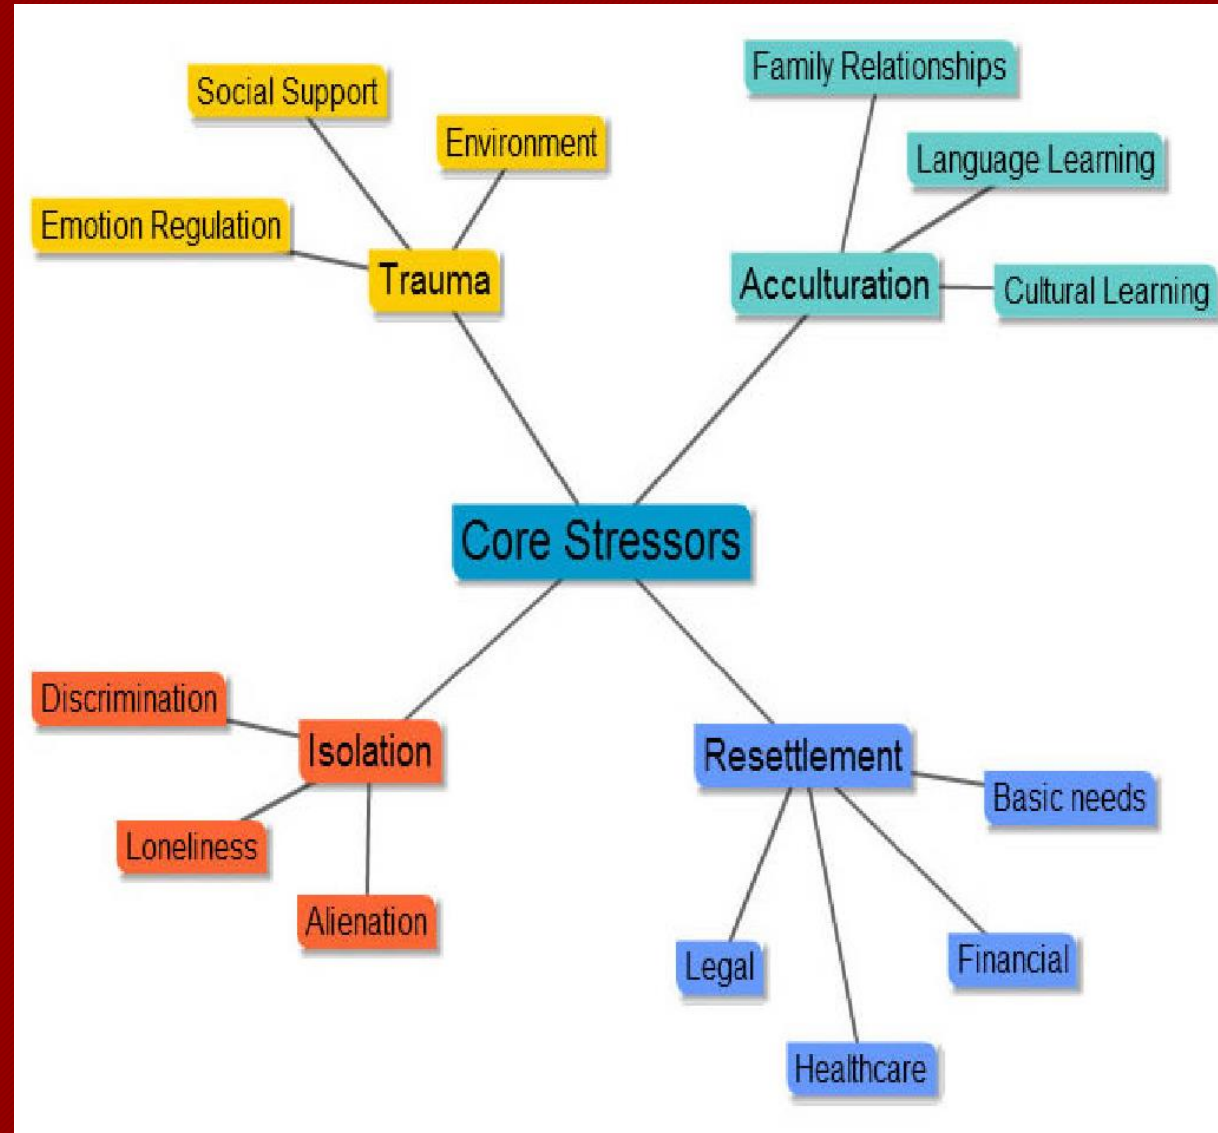 Social Support
Environment
Emotion Regulation
Trauma
Family Relationships
Language Learning
Acculturation
Cultural Learning
Core Stressors
Discrimination
Isolation
Loneliness
Alienation
Resettlement
Basic needs
Legal
Financial
Healthcare